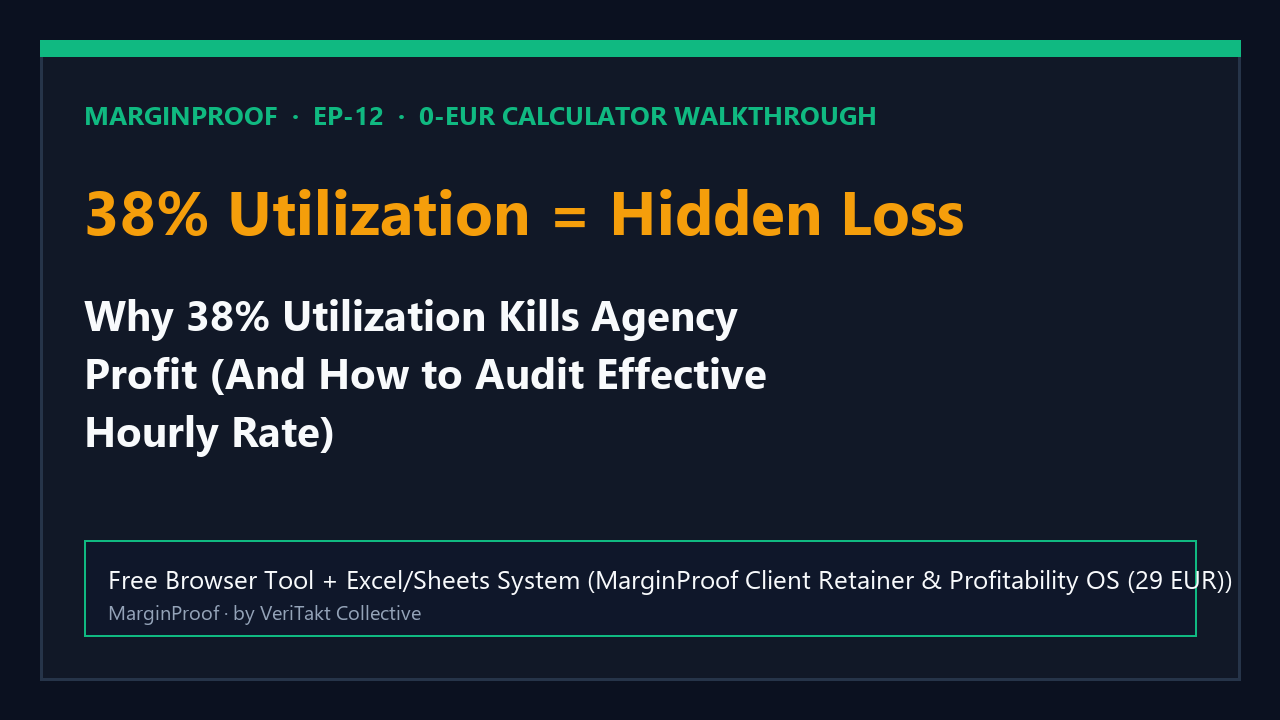 MARGINPROOF · EP-12 · 0-EUR CALCULATOR WALKTHROUGH
38% Utilization = Hidden Loss
Why 38% Utilization Kills Agency
Profit (And How to Audit Effective
Hourly Rate)
Free Browser Tool + Excel/Sheets System (MarginProof Client Retainer & Profitability OS (29 EUR))
MarginProof · by VeriTakt Collective